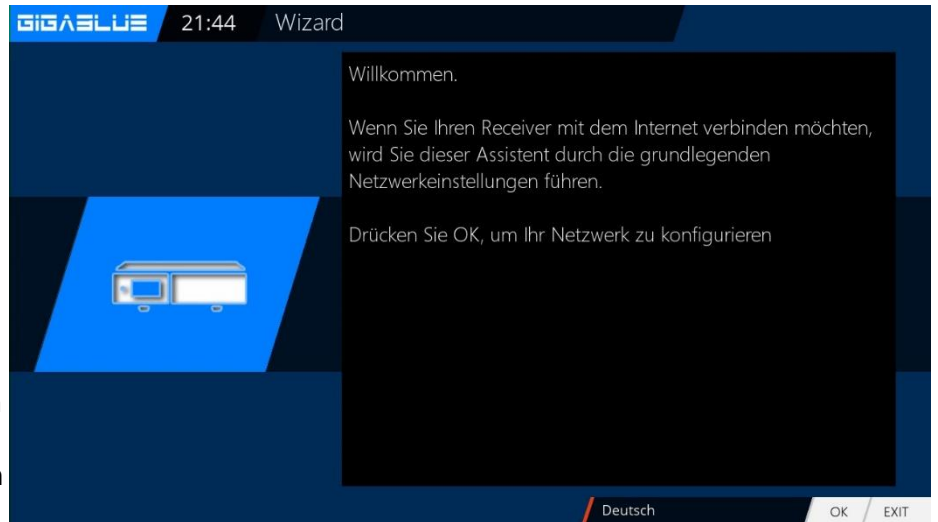 GIGABLUE 21:44 Wizard
Willkommen.
Wenn Sie Ihren Receiver mit dem Internet verbinden möchten,
wird Sie dieser Assistent durch die grundlegenden
Netzwerkeinstellungen führen.
Drücken Sie OK, um Ihr Netzwerk zu konfigurieren
Deutsch OK EXIT